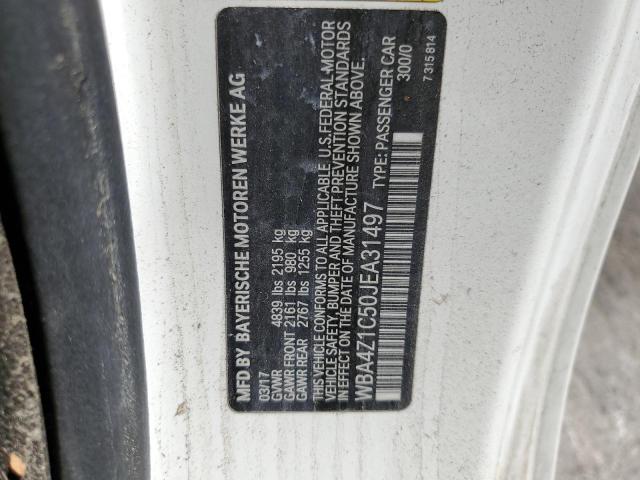 MFD BY BAYERISCHE MOTOREN WERKE AG
03/17
GVWR 4839 lbs 2195 kg
GAWR FRONT 2161 lbs 980 kg
GAWR REAR 2767 lbs 1255 kg
THIS VEHICLE CONFORMS TO ALL APPLICABLE U.S. FEDERAL MOTOR
VEHICLE SAFETY, BUMPER AND THEFT PREVENTION STANDARDS
IN EFFECT ON THE DATE OF MANUFACTURE SHOWN ABOVE.
WBA4Z1C50JEA31497 TYPE: PASSENGER CAR
300/0
7315814